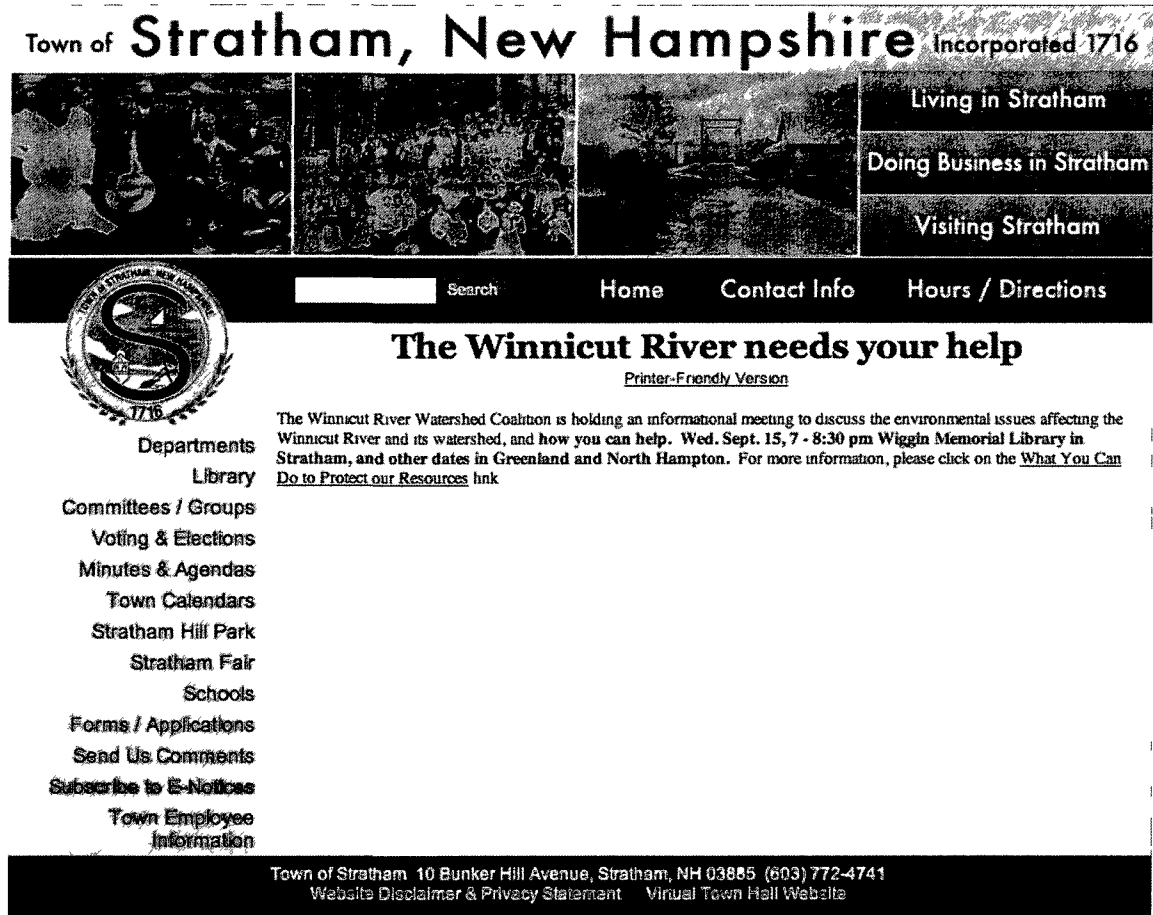 Town of Stratham, New Hampshire Incorporated 1716
Living in Stratham
Doing Business in Stratham
Visiting Stratham
Search
Home Contact Info Hours / Directions
TOWN OF STRATHAM, NEW HAMPSHIRE
1716
The Winnicut River needs your help
Printer-Friendly Version
The Winnicut River Watershed Coalition is holding an informational meeting to discuss the environmental issues affecting the
Winnicut River and its watershed, and how you can help. Wed. Sept. 15, 7 - 8:30 pm Wiggin Memorial Library in
Stratham, and other dates in Greenland and North Hampton. For more information, please click on the What You Can
Do to Protect our Resources link
Departments
Library
Committees / Groups
Voting & Elections
Minutes & Agendas
Town Calendars
Stratham Hill Park
Stratham Fair
Schools
Forms / Applications
Send Us Comments
Subscribe to E-Notices
Town Employee
Information
Town of Stratham 10 Bunker Hill Avenue, Stratham, NH 03885 (603) 772-4741
Website Disclaimer & Privacy Statement Virtual Town Hall Website